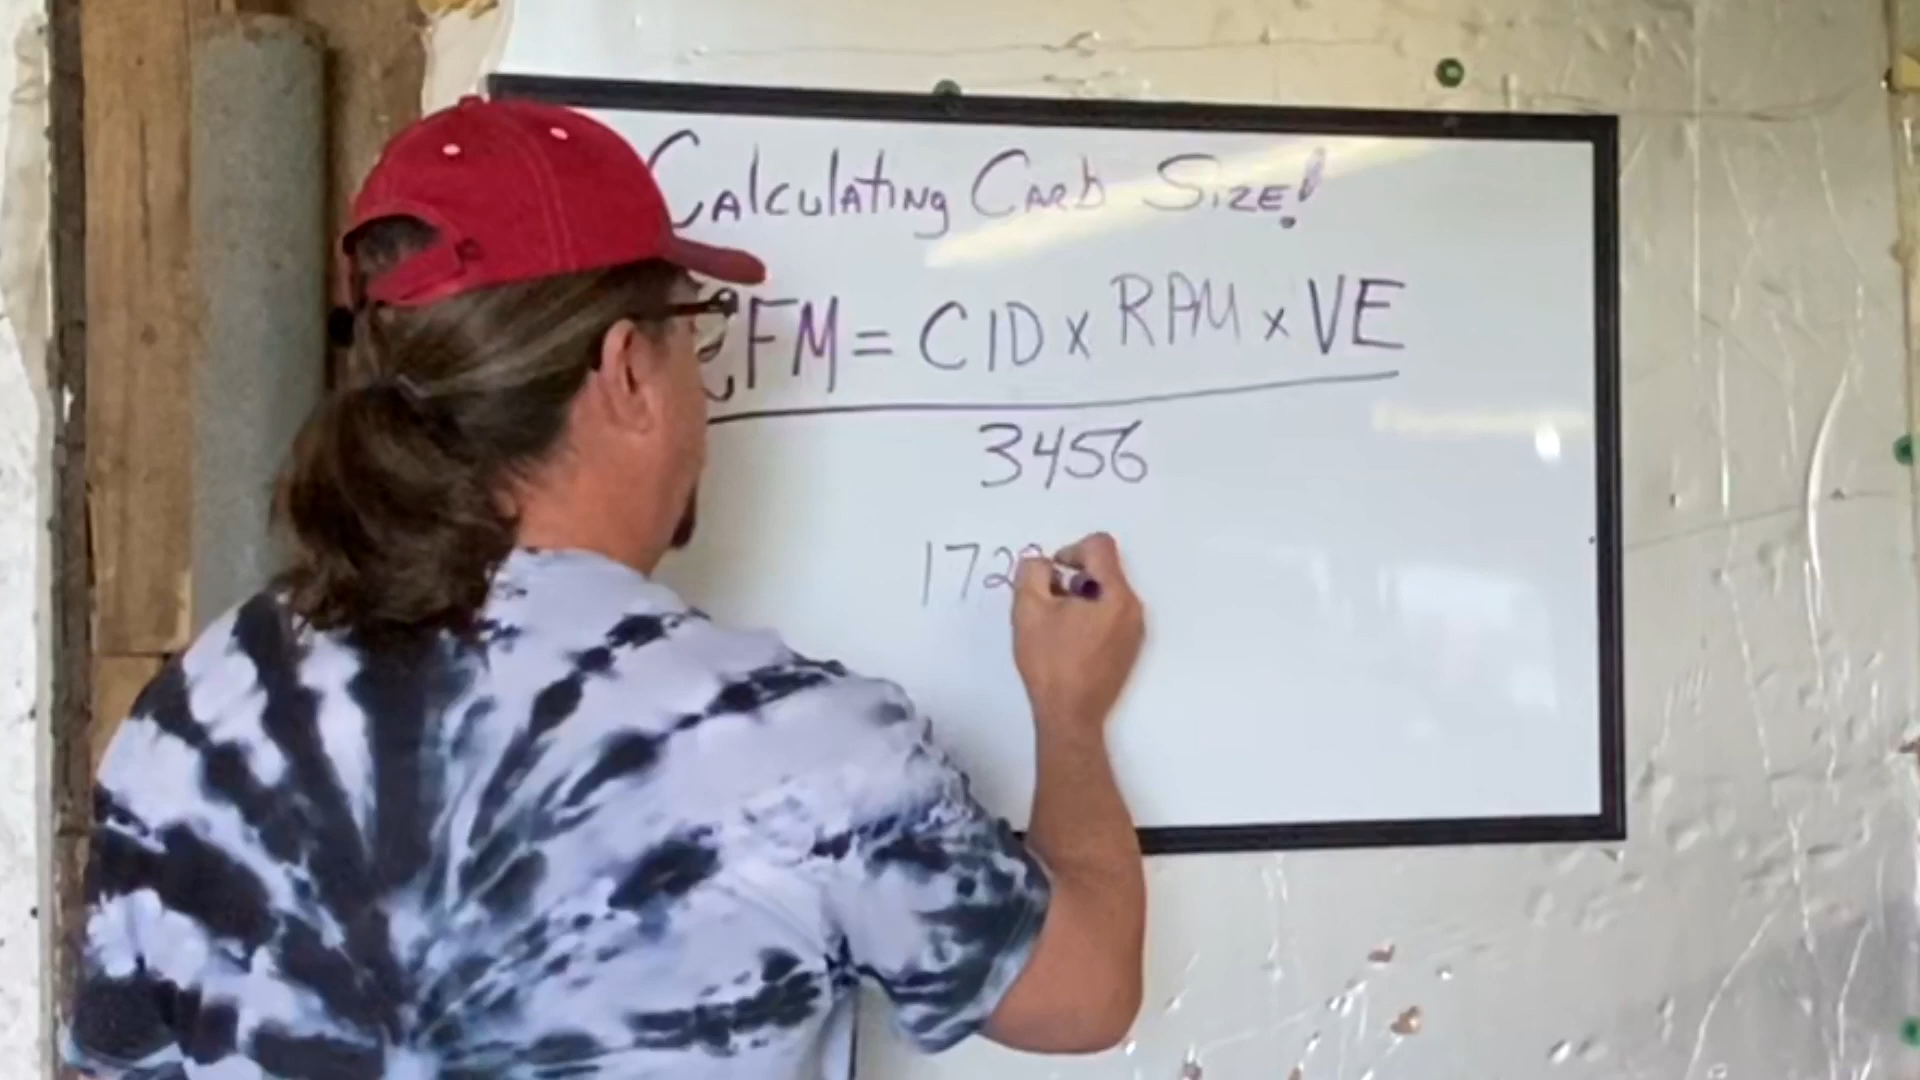 Calculating Carb Size!
CFM = CID x RPM x VE
3456
172